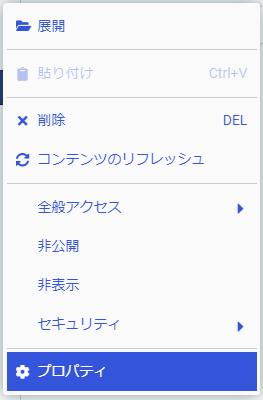 展開
貼り付け Ctrl+V
削除 DEL
コンテンツのリフレッシュ
全般アクセス
非公開
非表示
セキュリティ
プロパティ